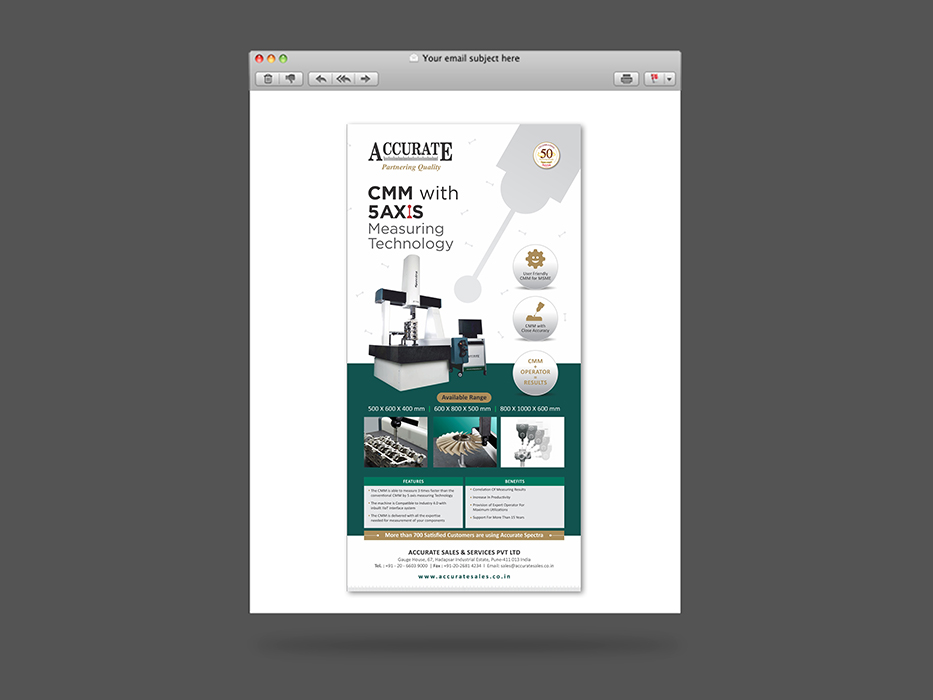 Your email subject here
ACCURATE
Partnering Quality
50
CMM with
5AXIS
Measuring
Technology
User Friendly
CMM for MSME
CMM with
Close Accuracy
CMM
+
OPERATOR
=
RESULTS
Available Range
500 X 600 X 400 mm | 600 X 800 X 500 mm | 800 X 1000 X 600 mm
FEATURES
• The CMM is able to measure 3 times faster than the
conventional CMM by 5 axis measuring Technology
• The machine is Compatible to Industry 4.0 with
inbuilt IIoT interface system
• The CMM is delivered with all the expertise
needed for measurement of your components
BENEFITS
• Correlation Of Measuring Results
• Increase In Productivity
• Provision of Expert Operator For
Maximum Utilisations
• Support For More Than 15 Years
More than 700 Satisfied Customers are using Accurate Spectra
ACCURATE SALES & SERVICES PVT LTD
Gauge House, 67, Hadapsar Industrial Estate, Pune-411 013 India
Tel. : +91 - 20 - 6603 9000 | Fax : +91-20-2681 4234 | Email: sales@accuratesales.co.in
www.accuratesales.co.in